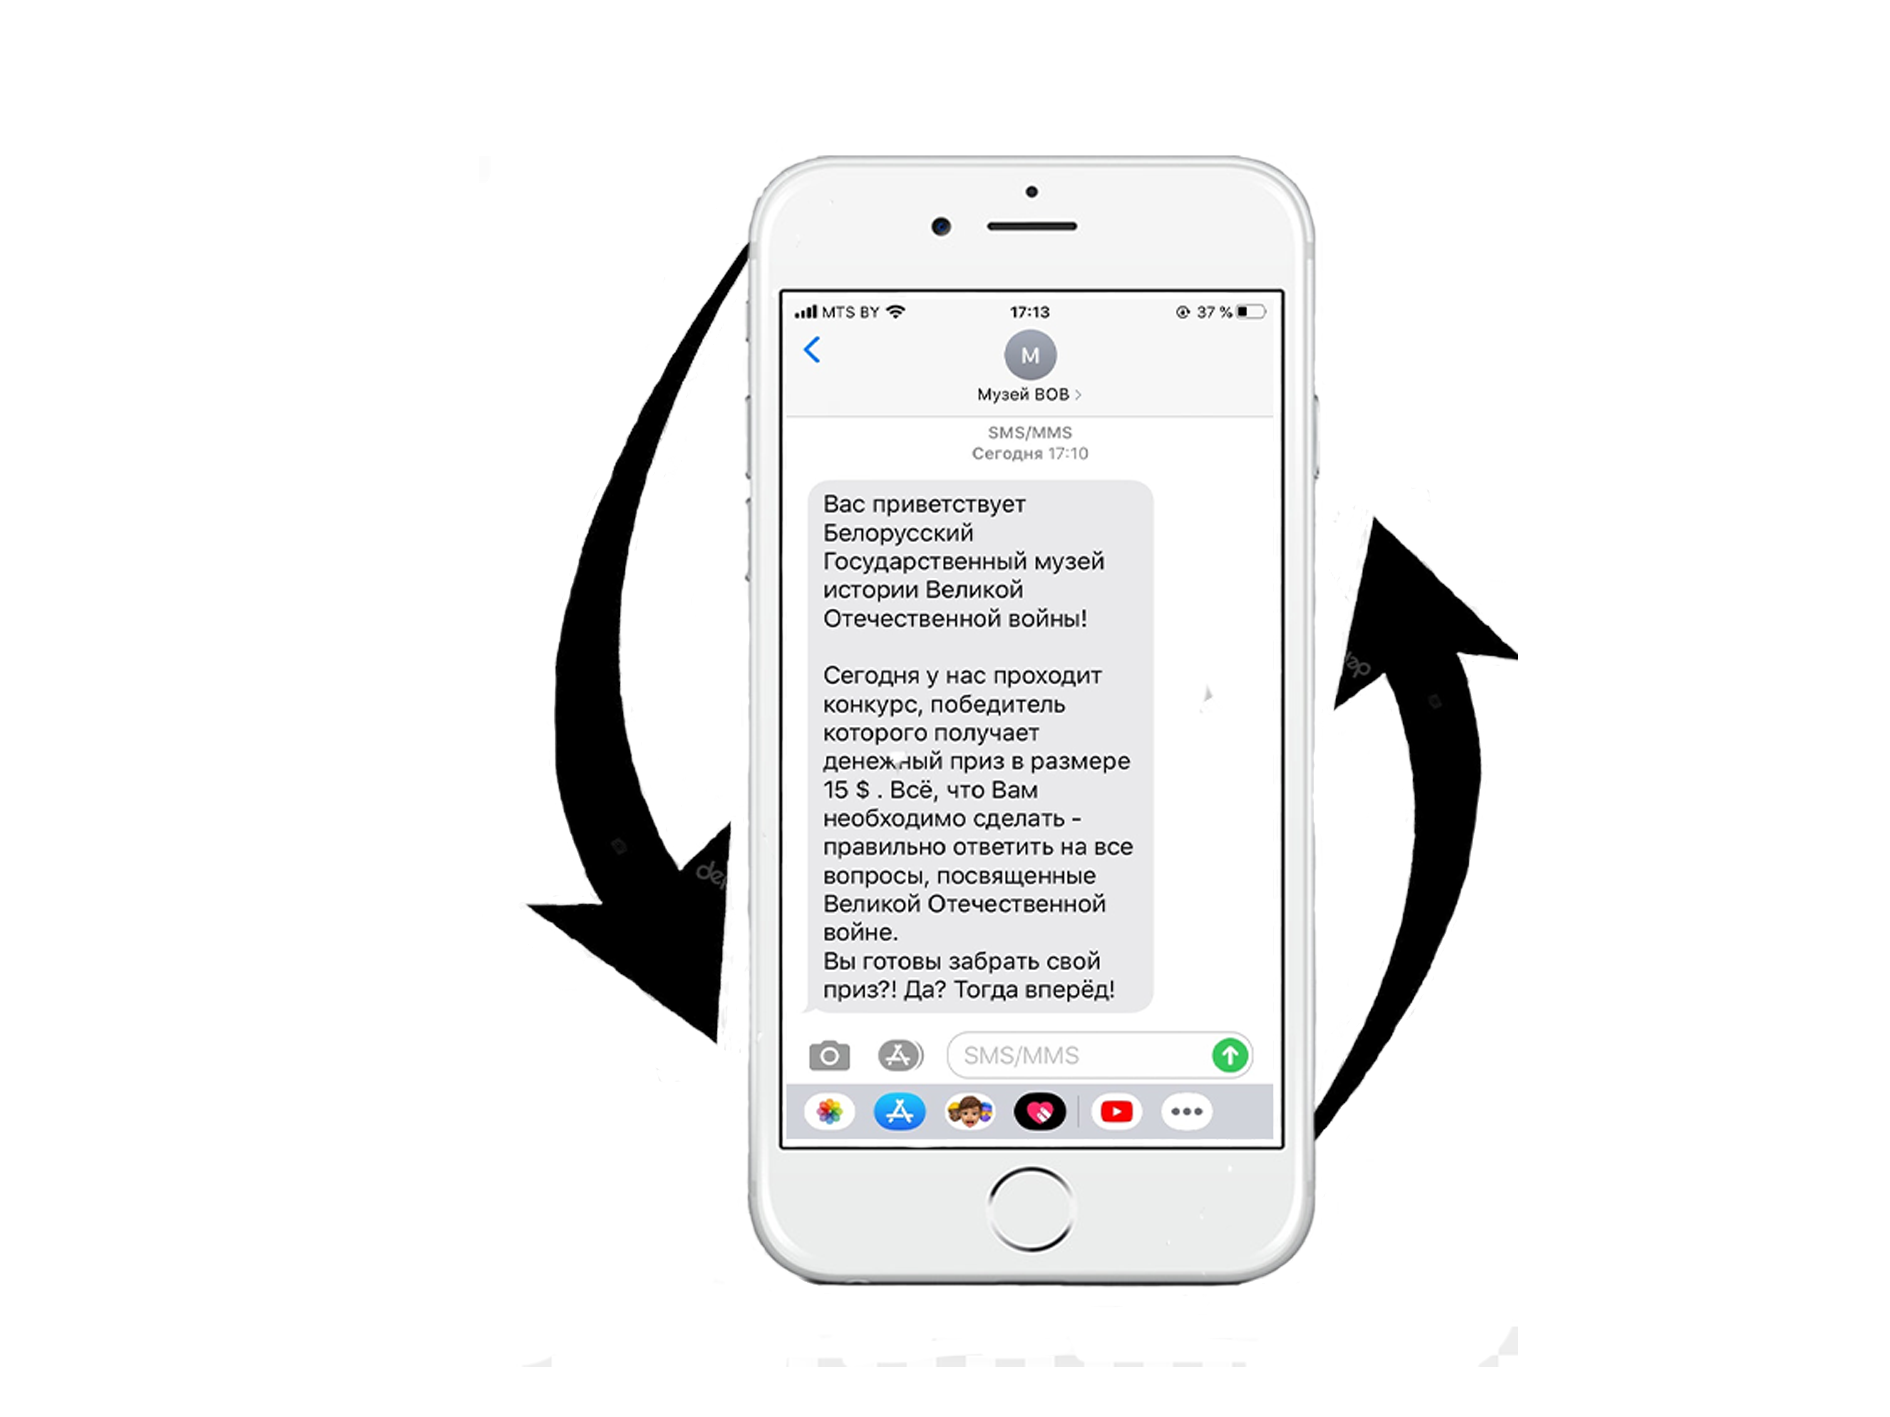 MTS BY 17:13 37 %
M
Музей ВОВ
SMS/MMS
Сегодня 17:10
Вас приветствует
Белорусский
Государственный музей
истории Великой
Отечественной войны!
Сегодня у нас проходит
конкурс, победитель
которого получает
денежный приз в размере
15 $ . Всё, что Вам
необходимо сделать -
правильно ответить на все
вопросы, посвященные
Великой Отечественной
войне.
Вы готовы забрать свой
приз?! Да? Тогда вперёд!
SMS/MMS